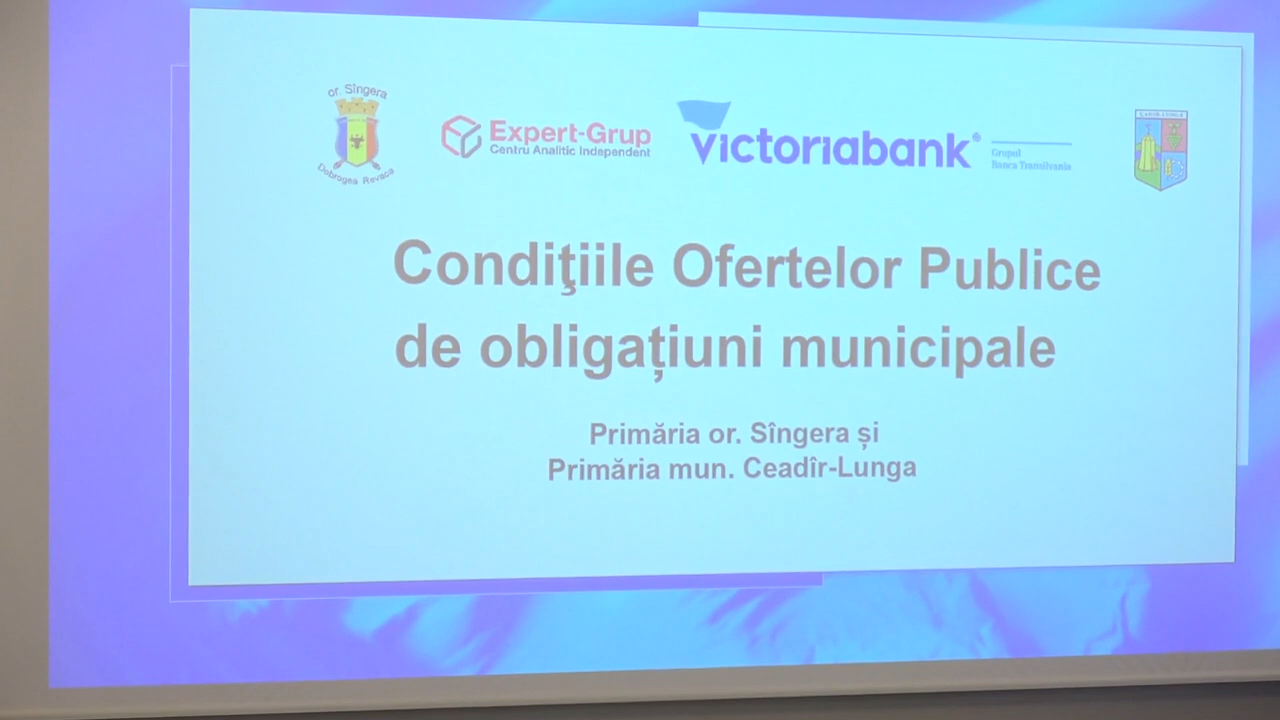 or. Sîngera
Dobrogea Revaca
Expert-Grup
Centru Analitic Independent
victoriabank®
Grupul
Banca Transilvania
Condiţiile Ofertelor Publice
de obligațiuni municipale
Primăria or. Sîngera și
Primăria mun. Ceadîr-Lunga